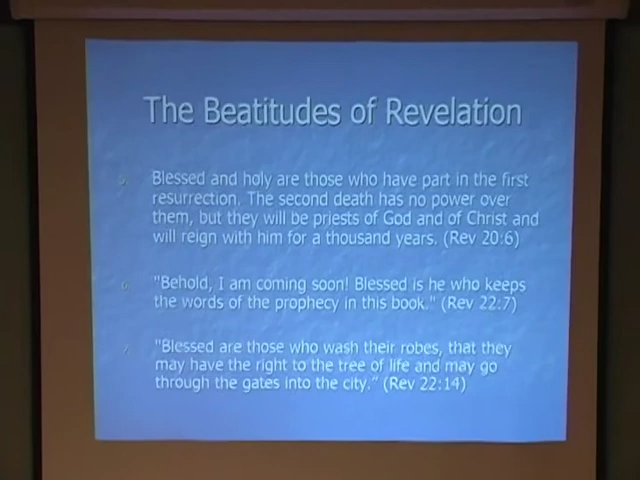 The Beatitudes of Revelation
5. Blessed and holy are those who have part in the first
resurrection. The second death has no power over
them, but they will be priests of God and of Christ and
will reign with him for a thousand years. (Rev 20:6)
6. "Behold, I am coming soon! Blessed is he who keeps
the words of the prophecy in this book." (Rev 22:7)
7. "Blessed are those who wash their robes, that they
may have the right to the tree of life and may go
through the gates into the city.” (Rev 22:14)